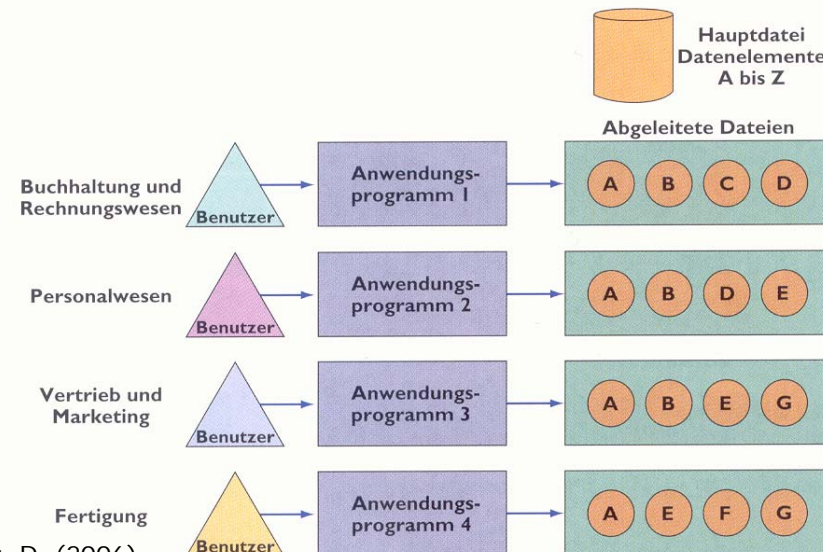 Hauptdatei
Datenelemente
A bis Z
Abgeleitete Dateien
Buchhaltung und
Rechnungswesen
Benutzer
Anwendungs-
programm 1
A B C D
Personalwesen
Benutzer
Anwendungs-
programm 2
A B D E
Vertrieb und
Marketing
Benutzer
Anwendungs-
programm 3
A B E G
Fertigung
Benutzer
Anwendungs-
programm 4
A E F G
D. (2006)